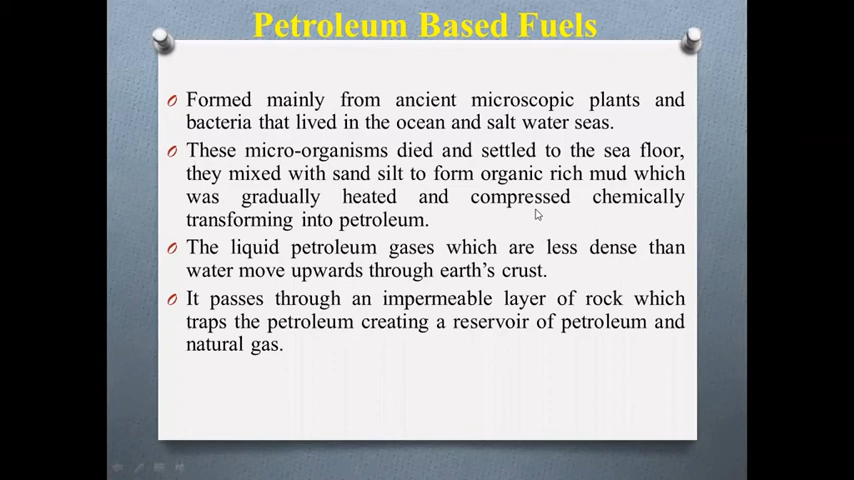 Petroleum Based Fuels
Formed mainly from ancient microscopic plants and
bacteria that lived in the ocean and salt water seas.
These micro-organisms died and settled to the sea floor,
they mixed with sand silt to form organic rich mud which
was gradually heated and compressed chemically
transforming into petroleum.
The liquid petroleum gases which are less dense than
water move upwards through earth's crust.
It passes through an impermeable layer of rock which
traps the petroleum creating a reservoir of petroleum and
natural gas.